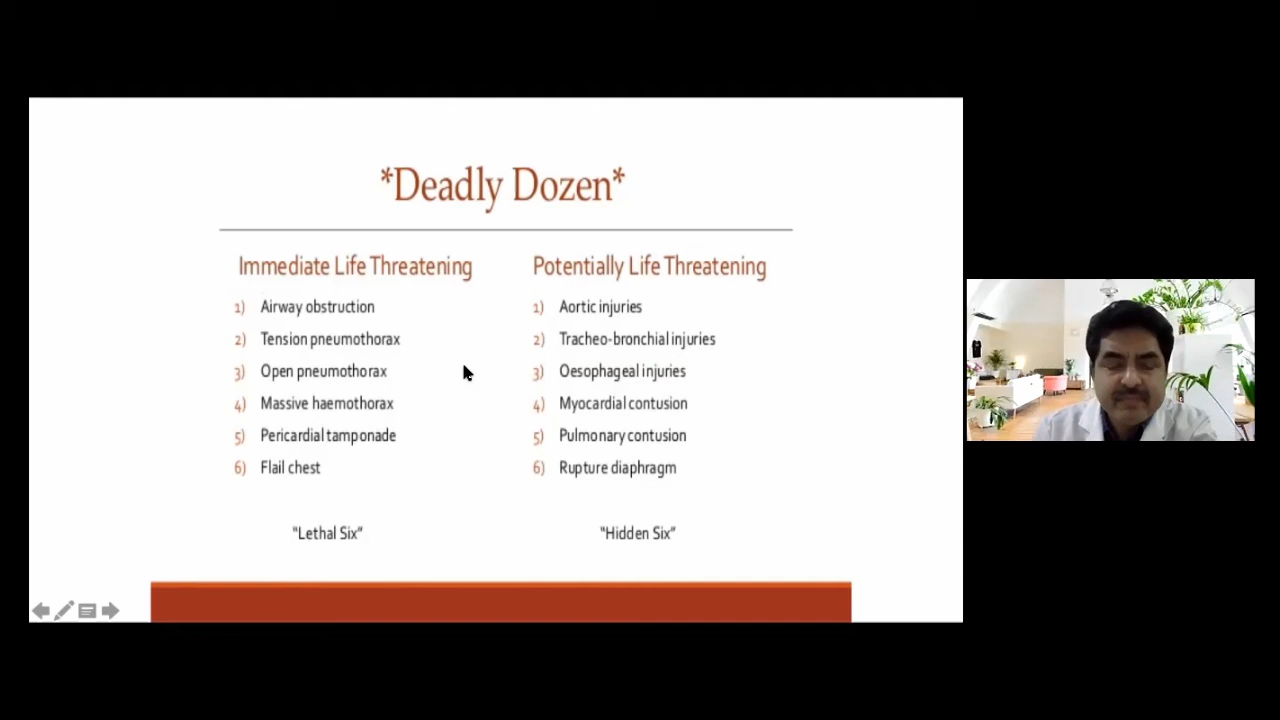 *Deadly Dozen*
Immediate Life Threatening
1) Airway obstruction
2) Tension pneumothorax
3) Open pneumothorax
4) Massive haemothorax
5) Pericardial tamponade
6) Flail chest
"Lethal Six"
Potentially Life Threatening
1) Aortic injuries
2) Tracheo-bronchial injuries
3) Oesophageal injuries
4) Myocardial contusion
5) Pulmonary contusion
6) Rupture diaphragm
"Hidden Six"